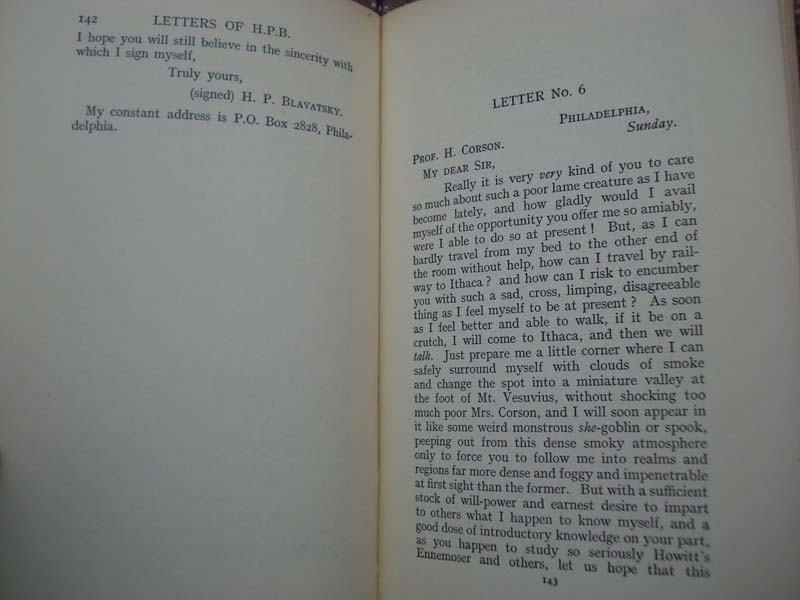 142 LETTERS OF H.P.B.
I hope you will still believe in the sincerity with
which I sign myself,
Truly yours,
(signed) H. P. BLAVATSKY.
My constant address is P.O. Box 2828, Phila-
delphia.
LETTER No. 6
PHILADELPHIA,
Sunday.
PROF. H. CORSON.
MY DEAR SIR,
Really it is very very kind of you to care
so much about such a poor lame creature as I have
become lately, and how gladly would I avail
myself of the opportunity you offer me so amiably,
were I able to do so at present! But, as I can
hardly travel from my bed to the other end of
the room without help, how can I travel by rail-
way to Ithaca? and how can I risk to encumber
you with such a sad, cross, limping, disagreeable
thing as I feel myself to be at present? As soon
as I feel better and able to walk, if it be on a
crutch, I will come to Ithaca, and then we will
talk. Just prepare me a little corner where I can
safely surround myself with clouds of smoke
and change the spot into a miniature valley at
the foot of Mt. Vesuvius, without shocking too
much poor Mrs. Corson, and I will soon appear in
it like some weird monstrous she-goblin or spook,
peeping out from this dense smoky atmosphere
only to force you to follow me into realms and
regions far more dense and foggy and impenetrable
at first sight than the former. But with a sufficient
stock of will-power and earnest desire to impart
to others what I happen to know myself, and a
good dose of introductory knowledge on your part,
as you happen to study so seriously Howitt's
Ennemoser and others, let us hope that this
143